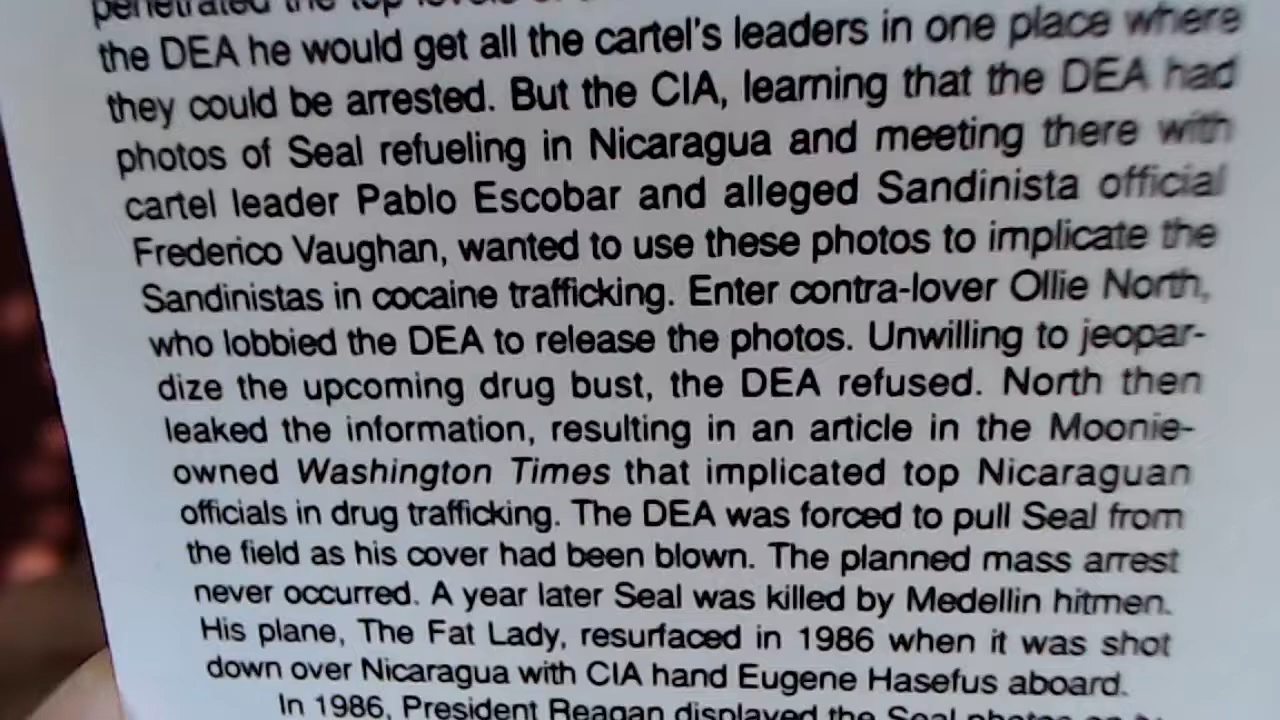 penetrated the top levels of
the DEA he would get all the cartel's leaders in one place where
they could be arrested. But the CIA, learning that the DEA had
photos of Seal refueling in Nicaragua and meeting there with
cartel leader Pablo Escobar and alleged Sandinista official
Frederico Vaughan, wanted to use these photos to implicate the
Sandinistas in cocaine trafficking. Enter contra-lover Ollie North,
who lobbied the DEA to release the photos. Unwilling to jeopar-
dize the upcoming drug bust, the DEA refused. North then
leaked the information, resulting in an article in the Moonie-
owned Washington Times that implicated top Nicaraguan
officials in drug trafficking. The DEA was forced to pull Seal from
the field as his cover had been blown. The planned mass arrest
never occurred. A year later Seal was killed by Medellin hitmen.
His plane, The Fat Lady, resurfaced in 1986 when it was shot
down over Nicaragua with CIA hand Eugene Hasefus aboard.
In 1986, President Reagan displayed the Seal photos